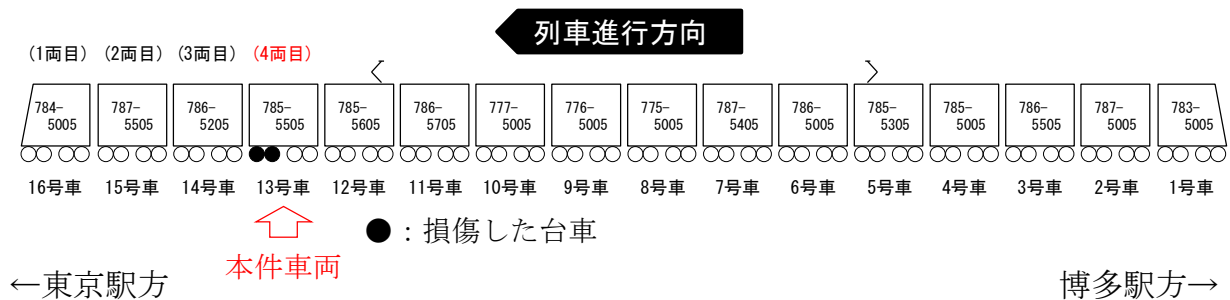 列車進行方向
(1両目) (2両目) (3両目) (4両目)
784-5005 787-5505 786-5205 785-5505 785-5605 786-5705 777-5005 776-5005 775-5005 787-5405 786-5005 785-5305 785-5005 786-5505 787-5005 783-5005
16号車 15号車 14号車 13号車 12号車 11号車 10号車 9号車 8号車 7号車 6号車 5号車 4号車 3号車 2号車 1号車
●：損傷した台車
本件車両
←東京駅方 博多駅方→